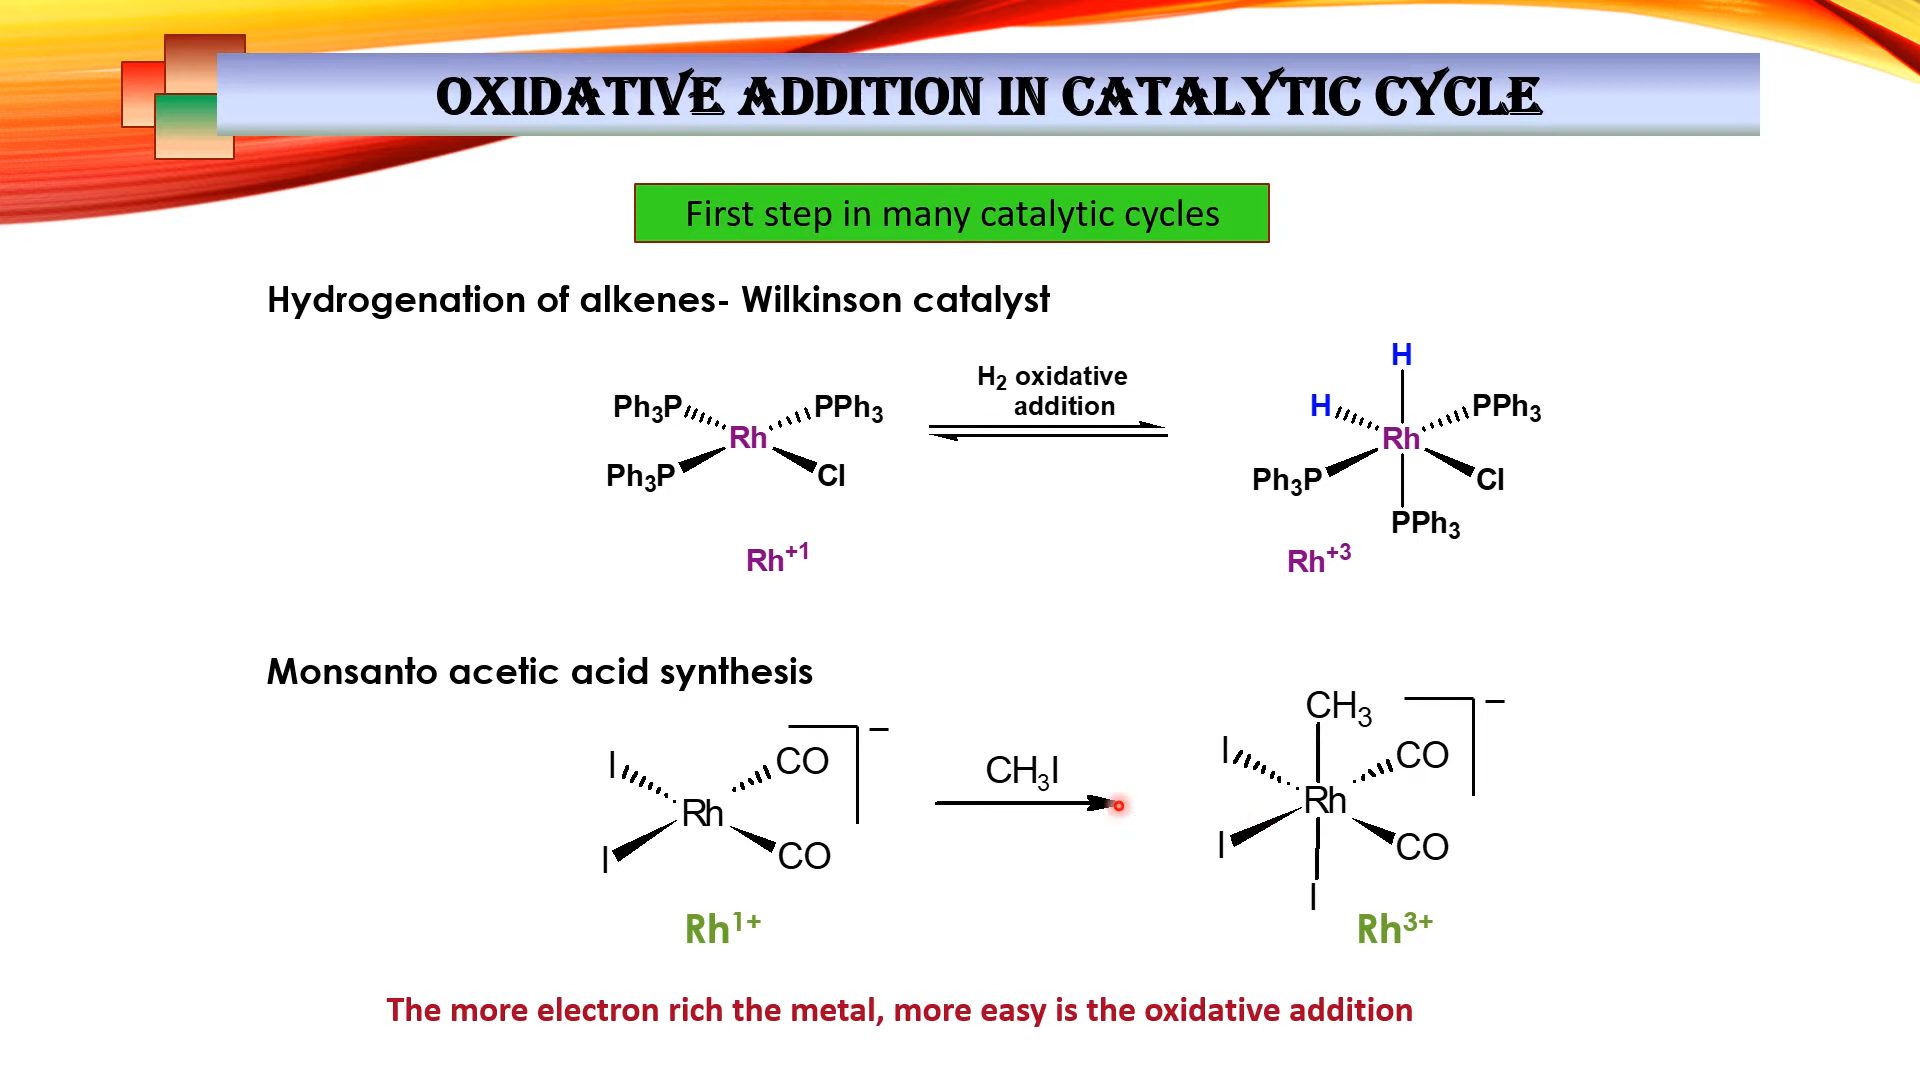 OXIDATIVE ADDITION IN CATALYTIC CYCLE
First step in many catalytic cycles
Hydrogenation of alkenes- Wilkinson catalyst
Ph₃P PPh₃
Rh
Ph₃P Cl
Rh⁺¹
H₂ oxidative
addition
H
H PPh₃
Rh
Ph₃P Cl
PPh₃
Rh⁺³
Monsanto acetic acid synthesis
I CO −
Rh
I CO
Rh¹⁺
CH₃I
CH₃ −
I CO
Rh
I CO
I
Rh³⁺
The more electron rich the metal, more easy is the oxidative addition